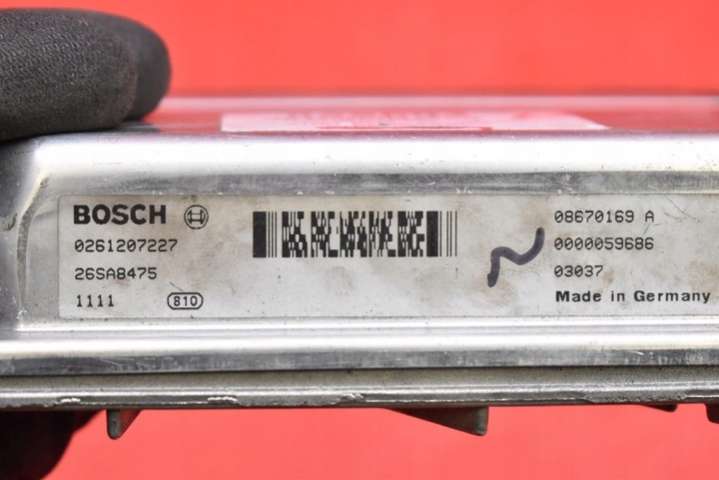 BOSCH
0261207227
26SA8475
1111 810
08670169 A
0000059686
03037
Made in Germany